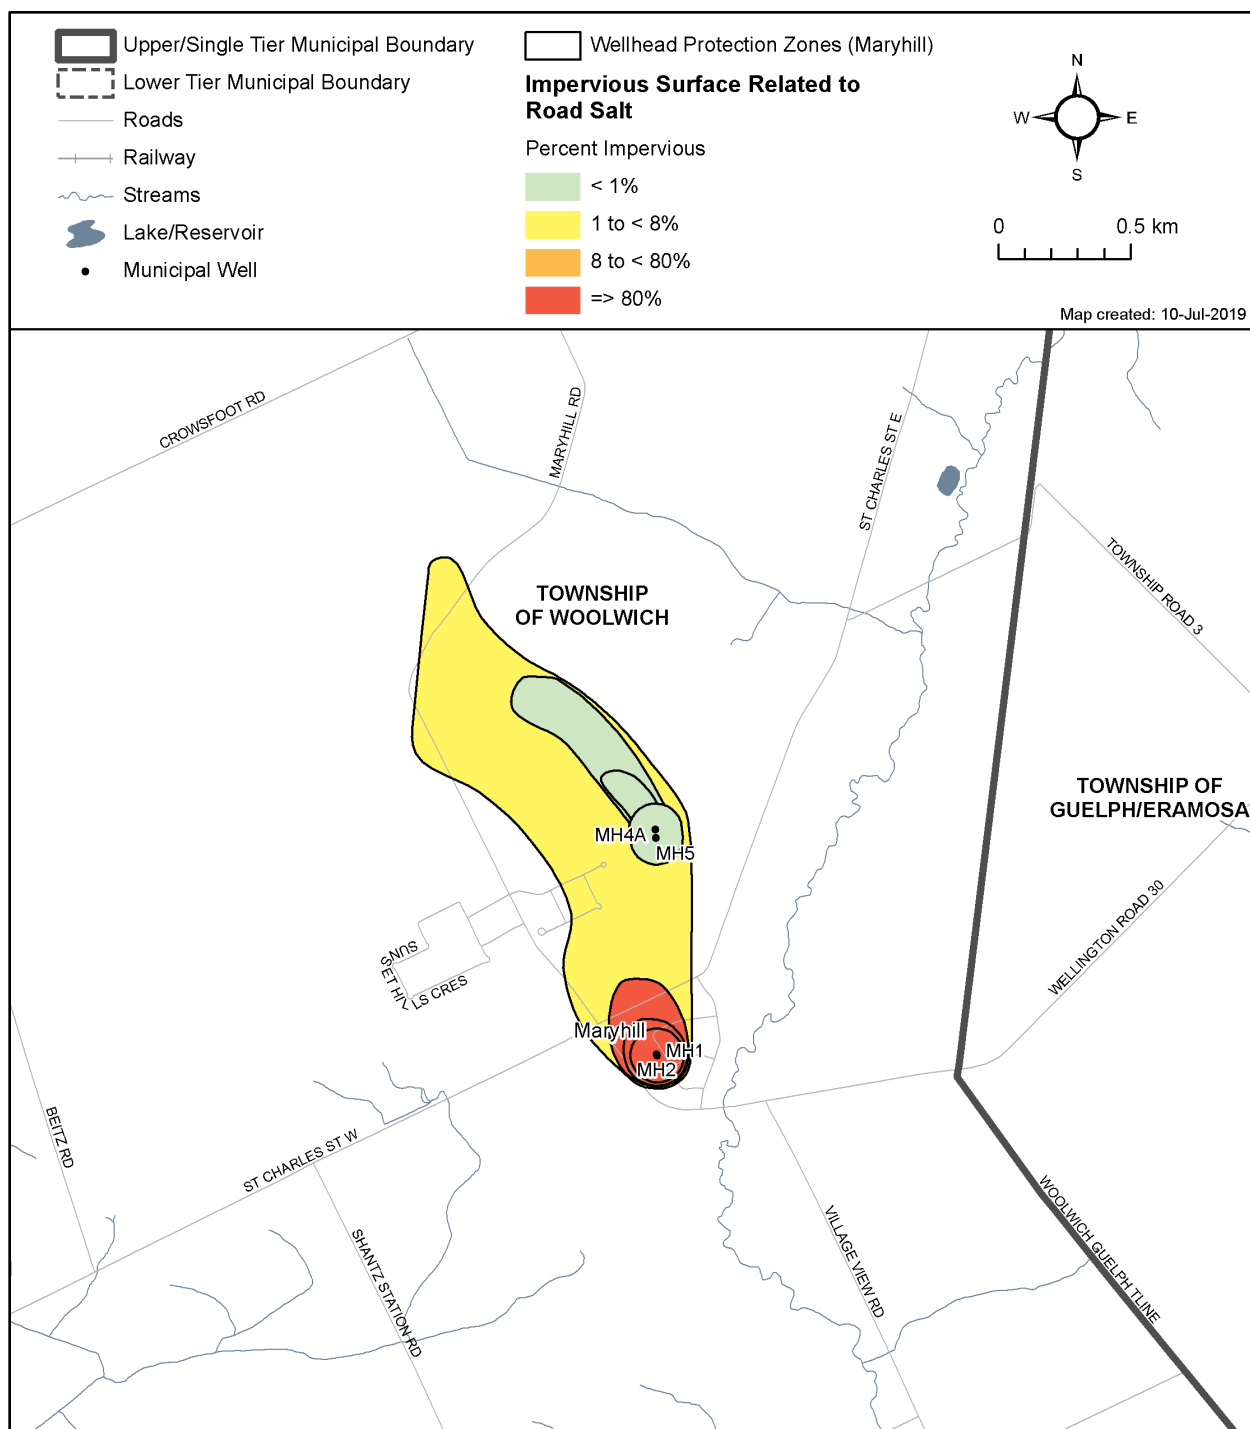 Upper/Single Tier Municipal Boundary
Lower Tier Municipal Boundary
Roads
Railway
Streams
Lake/Reservoir
Municipal Well
Wellhead Protection Zones (Maryhill)
Impervious Surface Related to
Road Salt
Percent Impervious
< 1%
1 to < 8%
8 to < 80%
=> 80%
N
W E
S
0 0.5 km
Map created: 10-Jul-2019
CROWSFOOT RD
MARYHILL RD
ST CHARLES ST E
TOWNSHIP ROAD 3
TOWNSHIP
OF WOOLWICH
TOWNSHIP OF
GUELPH/ERAMOSA
MH4A
MH5
WELLINGTON ROAD 30
SUNSET HILLS CRES
Maryhill
MH1
MH2
BEITZ RD
ST CHARLES ST W
SHANTZ STATION RD
VILLAGE VIEW RD
WOOLWICH GUELPH TLINE